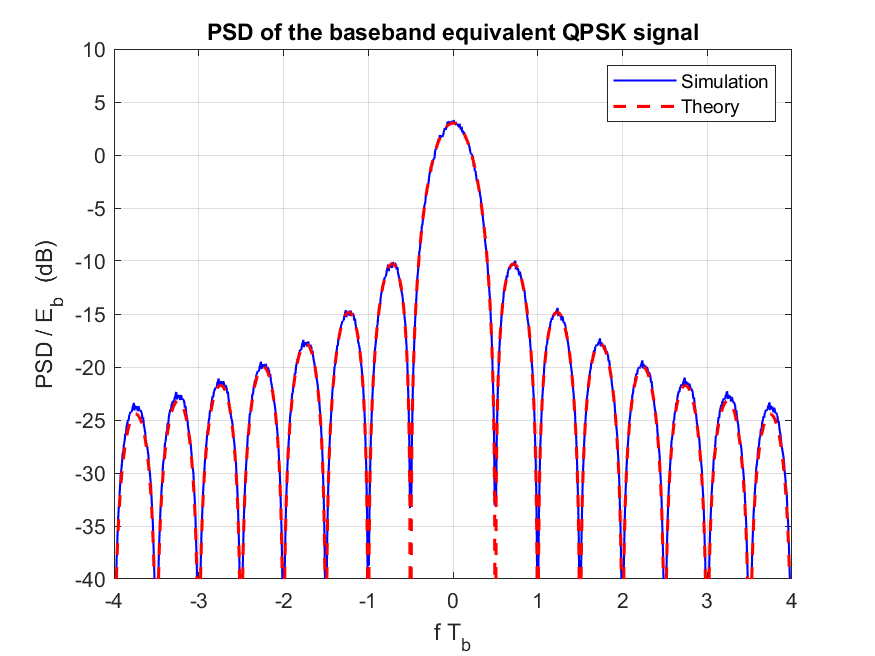 PSD of the baseband equivalent QPSK signal
10
5
0
-5
-10
-15
-20
-25
-30
-35
-40
PSD / E_b (dB)
Simulation
Theory
-4 -3 -2 -1 0 1 2 3 4
f T_b